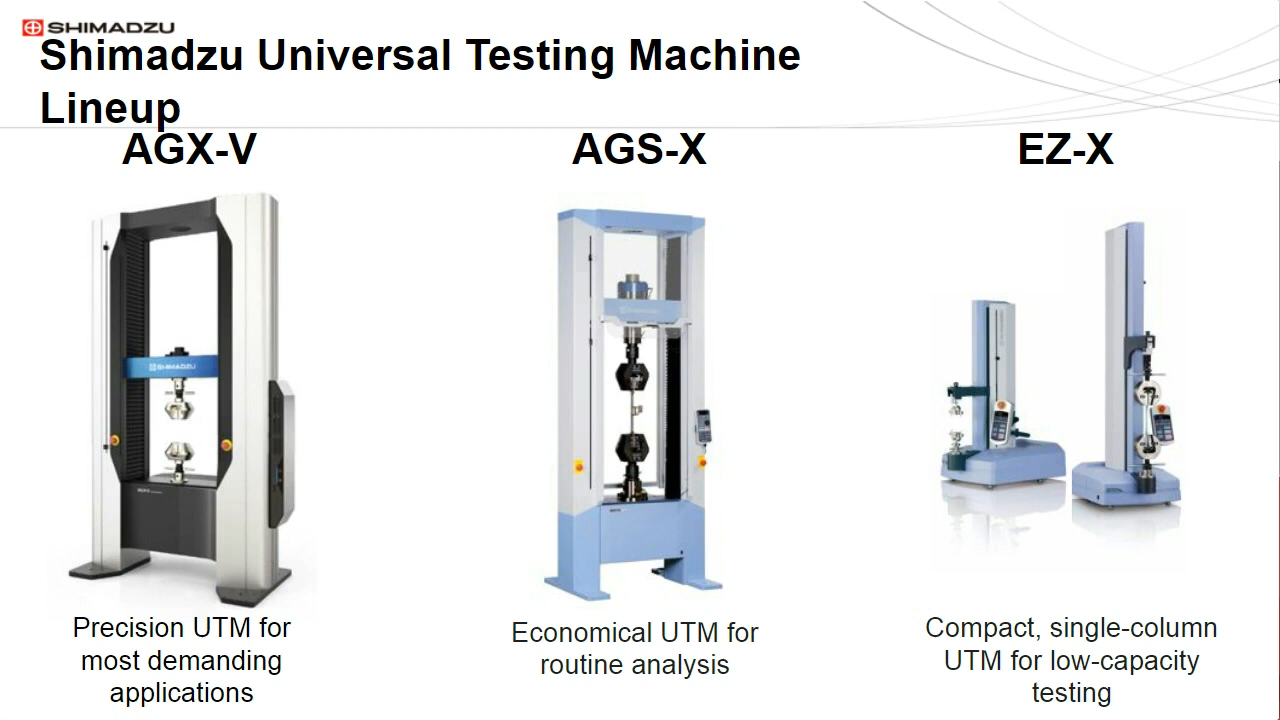 SHIMADZU
Shimadzu Universal Testing Machine
Lineup
AGX-V
AGS-X
EZ-X
SHIMADZU
Precision UTM for
most demanding
applications
Economical UTM for
routine analysis
Compact, single-column
UTM for low-capacity
testing